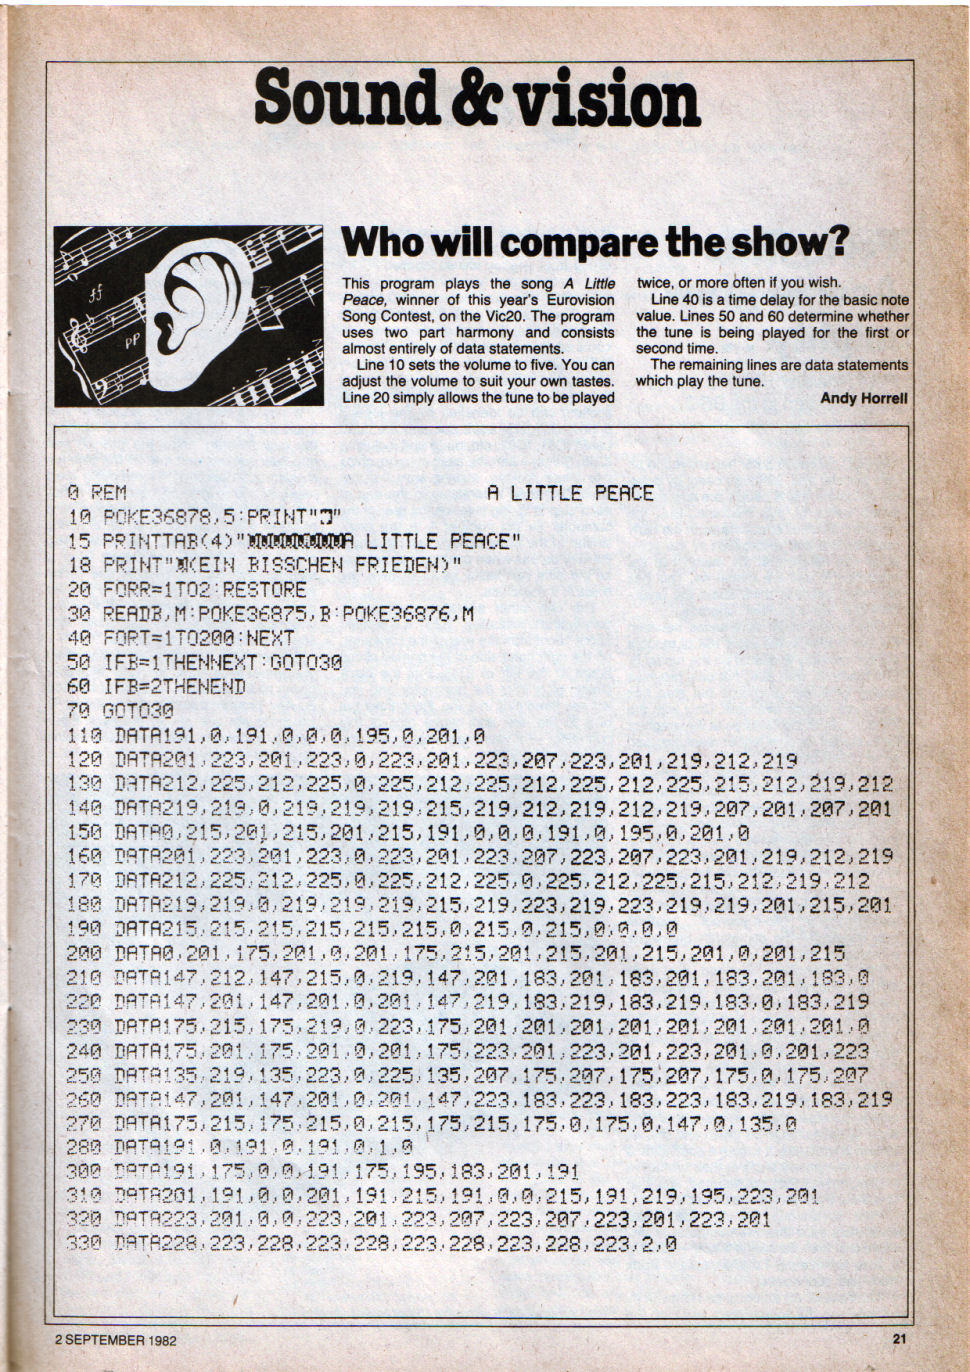 Sound & vision
Who will compare the show?
This program plays the song A Little
Peace, winner of this year's Eurovision
Song Contest, on the Vic20. The program
uses two part harmony and consists
almost entirely of data statements.
Line 10 sets the volume to five. You can
adjust the volume to suit your own tastes.
Line 20 simply allows the tune to be played
twice, or more often if you wish.
Line 40 is a time delay for the basic note
value. Lines 50 and 60 determine whether
the tune is being played for the first or
second time.
The remaining lines are data statements
which play the tune.
Andy Horrell
ff
pp
0 REM A LITTLE PEACE
10 POKE36878,5:PRINT""
15 PRINTTAB(4)"A LITTLE PEACE"
18 PRINT"(EIN BISSCHEN FRIEDEN)"
20 FORR=1TO2:RESTORE
30 READB,M:POKE36875,B:POKE36876,M
40 FORT=1TO200:NEXT
50 IFB=1THENNEXT:GOTO30
60 IFB=2THENEND
70 GOTO30
110 DATA191,0,191,0,0,0,195,0,201,0
120 DATA201,223,201,223,0,223,201,223,207,223,201,219,212,219
130 DATA212,225,212,225,0,225,212,225,212,225,212,225,215,212,219,212
140 DATA219,219,0,219,219,219,215,219,212,219,212,219,207,201,207,201
150 DATA0,215,201,215,201,215,191,0,0,0,191,0,195,0,201,0
160 DATA201,223,201,223,0,223,201,223,207,223,207,223,201,219,212,219
170 DATA212,225,212,225,0,225,212,225,0,225,212,225,215,212,219,212
180 DATA219,219,0,219,219,219,215,219,223,219,223,219,219,201,215,201
190 DATA215,215,215,215,215,215,0,215,0,215,0,0,0,0
200 DATA0,201,175,201,0,201,175,215,201,215,201,215,201,0,201,215
210 DATA147,212,147,215,0,219,147,201,183,201,183,201,183,201,183,0
220 DATA147,201,147,201,0,201,147,219,183,219,183,219,183,0,183,219
230 DATA175,215,175,219,0,223,175,201,201,201,201,201,201,201,201,0
240 DATA175,201,175,201,0,201,175,223,201,223,201,223,201,0,201,223
250 DATA135,219,135,223,0,225,135,207,175,207,175,207,175,0,175,207
260 DATA147,201,147,201,0,201,147,223,183,223,183,223,183,219,183,219
270 DATA175,215,175,215,0,215,175,215,175,0,175,0,147,0,135,0
280 DATA191,0,191,0,191,0,1,0
300 DATA191,175,0,0,191,175,195,183,201,191
310 DATA201,191,0,0,201,191,215,191,0,0,215,191,219,195,223,201
320 DATA223,201,0,0,223,201,223,207,223,207,223,201,223,201
330 DATA228,223,228,223,228,223,228,223,228,223,2,0
2 SEPTEMBER 1982
21